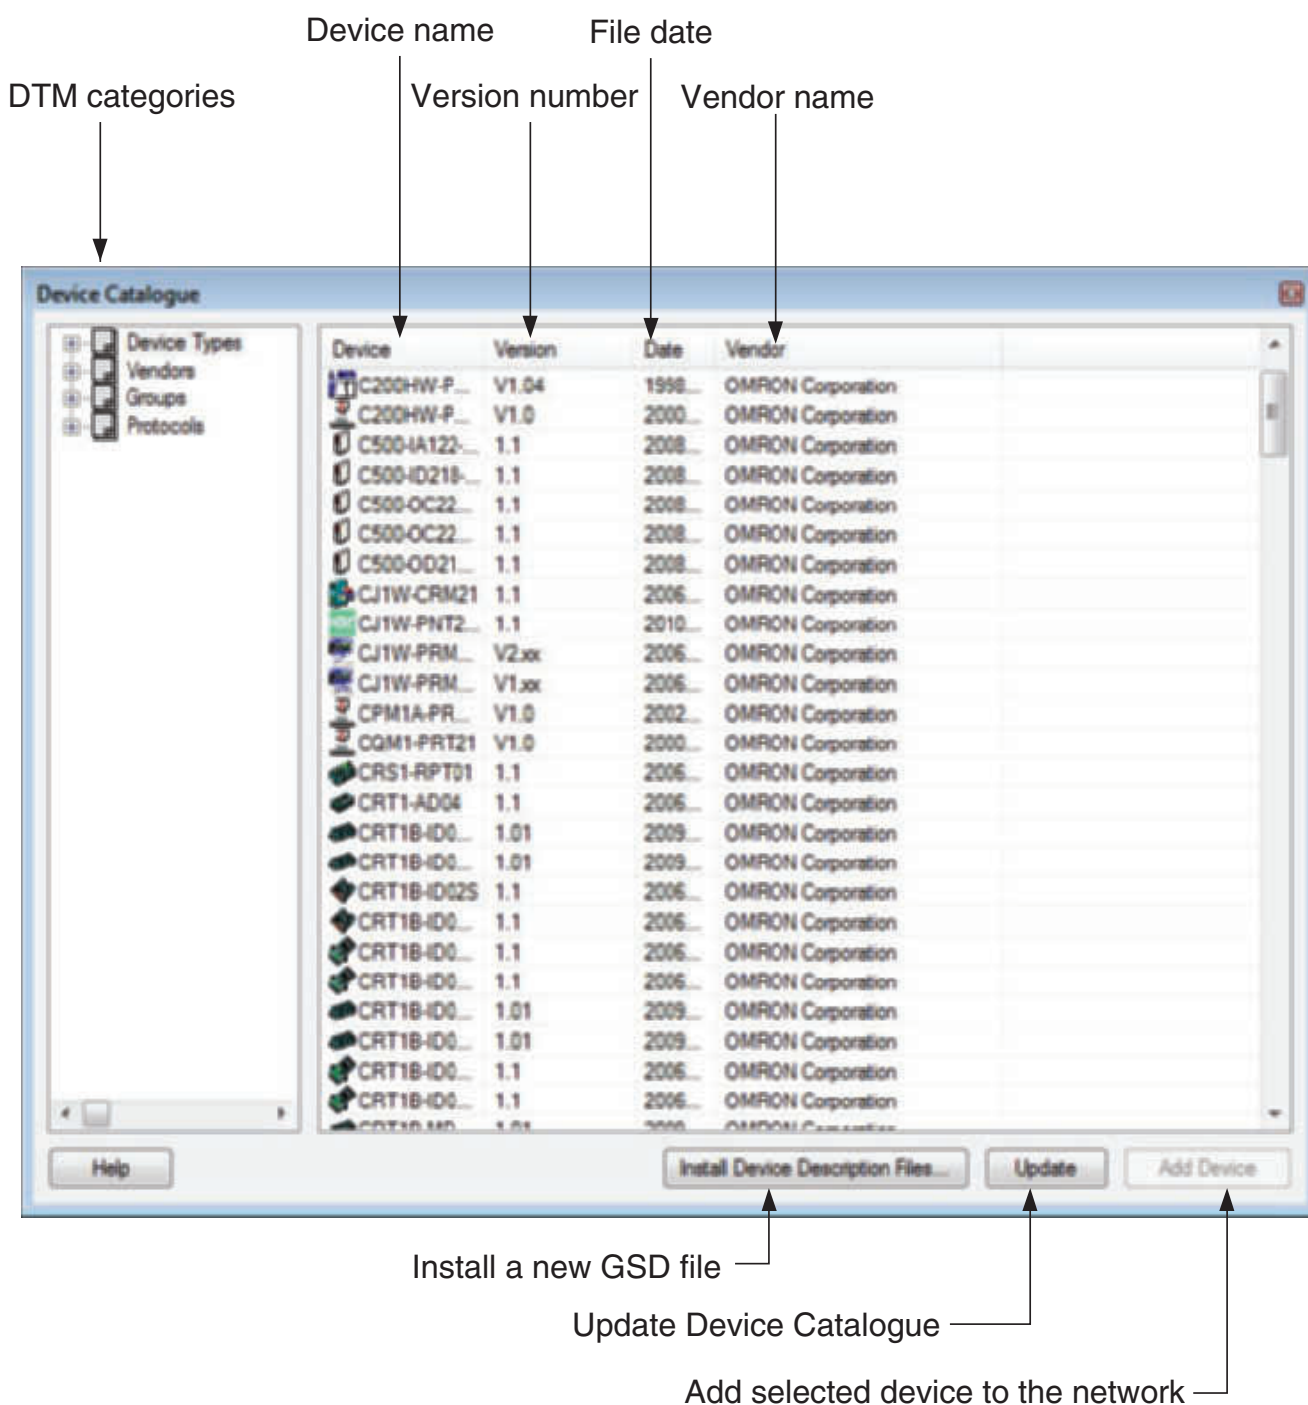 Device name
File date
DTM categories
Version number
Vendor name
Device Catalogue
Device Types
Vendors
Groups
Protocols
Device Version Date Vendor
C200HW-P... V1.04 1998... OMRON Corporation
C200HW-P... V1.0 2000... OMRON Corporation
C500-IA122-... 1.1 2008... OMRON Corporation
C500-ID218-... 1.1 2008... OMRON Corporation
C500-OC22... 1.1 2008... OMRON Corporation
C500-OC22... 1.1 2008... OMRON Corporation
C500-OD21... 1.1 2008... OMRON Corporation
CJ1W-CRM21 1.1 2006... OMRON Corporation
CJ1W-PNT2... 1.1 2010... OMRON Corporation
CJ1W-PRM... V2.xx 2006... OMRON Corporation
CJ1W-PRM... V1.xx 2006... OMRON Corporation
CPM1A-PR... V1.0 2002... OMRON Corporation
CQM1-PRT21 V1.0 2000... OMRON Corporation
CRS1-RPT01 1.1 2006... OMRON Corporation
CRT1-AD04 1.1 2006... OMRON Corporation
CRT1B-ID0... 1.01 2009... OMRON Corporation
CRT1B-ID0... 1.01 2009... OMRON Corporation
CRT1B-ID02S 1.1 2006... OMRON Corporation
CRT1B-ID0... 1.1 2006... OMRON Corporation
CRT1B-ID0... 1.1 2006... OMRON Corporation
CRT1B-ID0... 1.1 2006... OMRON Corporation
CRT1B-ID0... 1.01 2009... OMRON Corporation
CRT1B-ID0... 1.01 2009... OMRON Corporation
CRT1B-ID0... 1.1 2006... OMRON Corporation
CRT1B-ID0... 1.1 2006... OMRON Corporation
Help
Install Device Description Files...
Update
Add Device
Install a new GSD file
Update Device Catalogue
Add selected device to the network